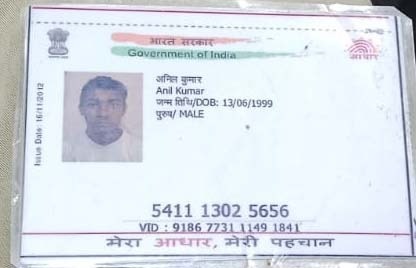 भारत सरकार
Government of India
आधार
Issue Date: 16/11/2012
अनिल कुमार
Anil Kumar
जन्म तिथि/DOB: 13/06/1999
पुरुष/ MALE
5411 1302 5656
VID : 9186 7731 1149 1841
मेरा आधार, मेरी पहचान